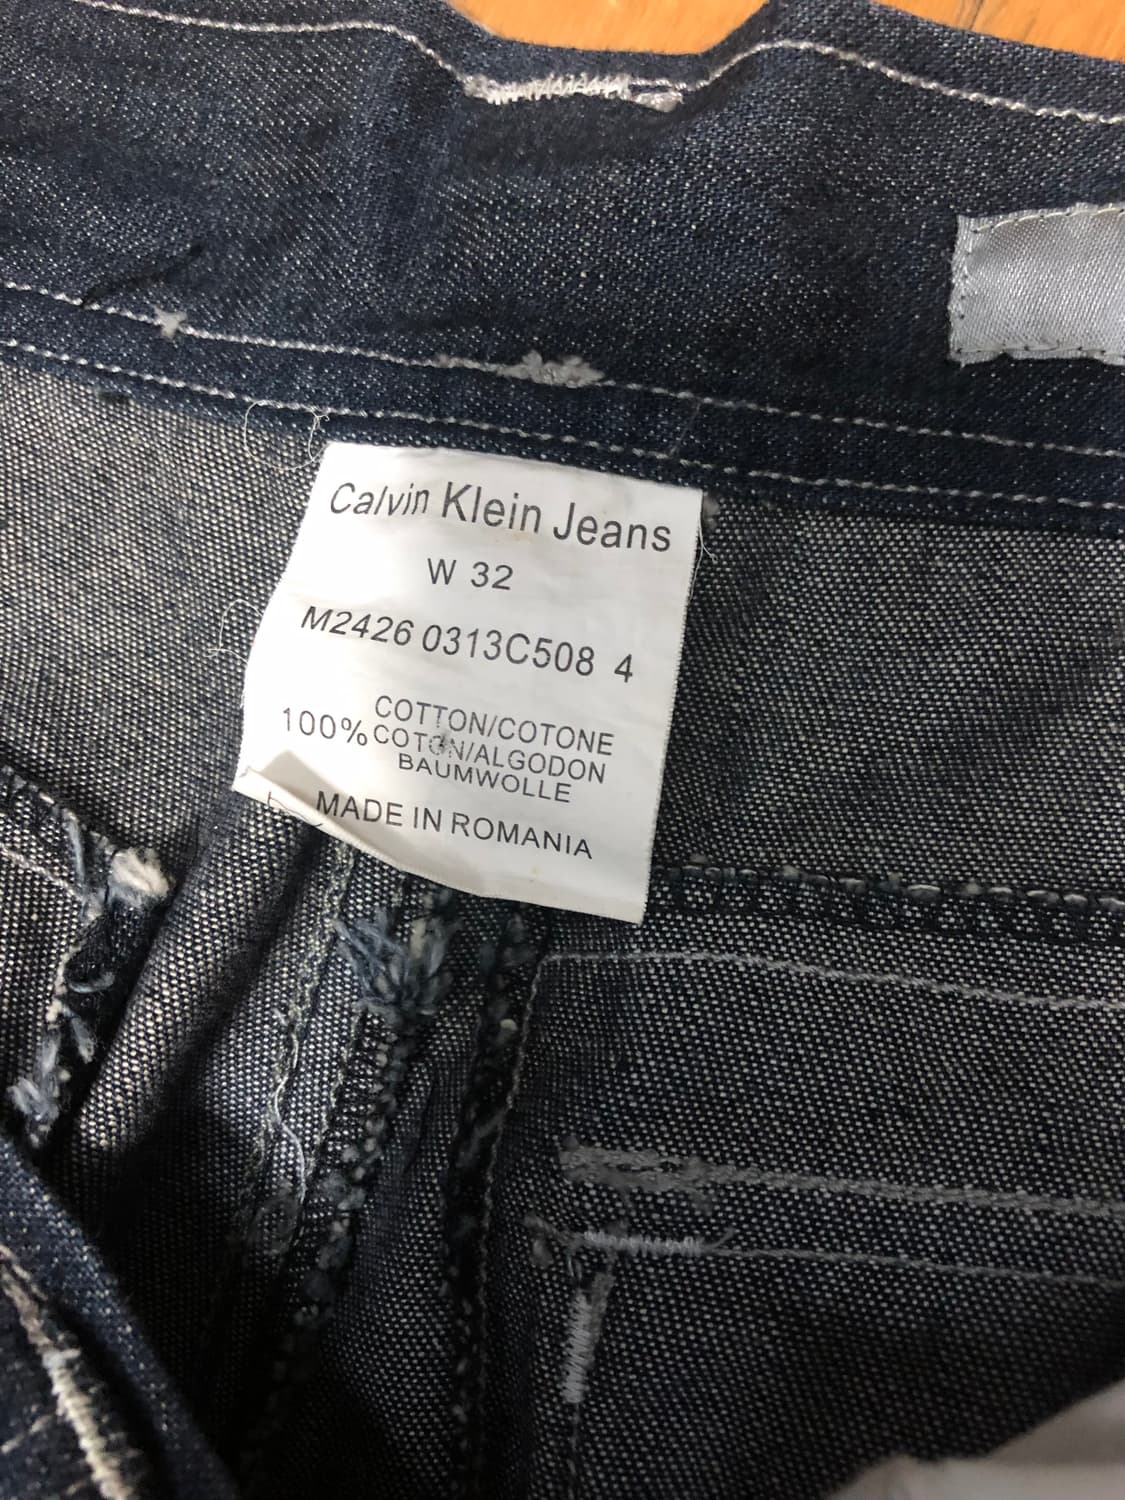 Calvin Klein Jeans
W 32
M2426 0313C508 4
COTTON/COTONE
100% COTON/ALGODON
BAUMWOLLE
MADE IN ROMANIA